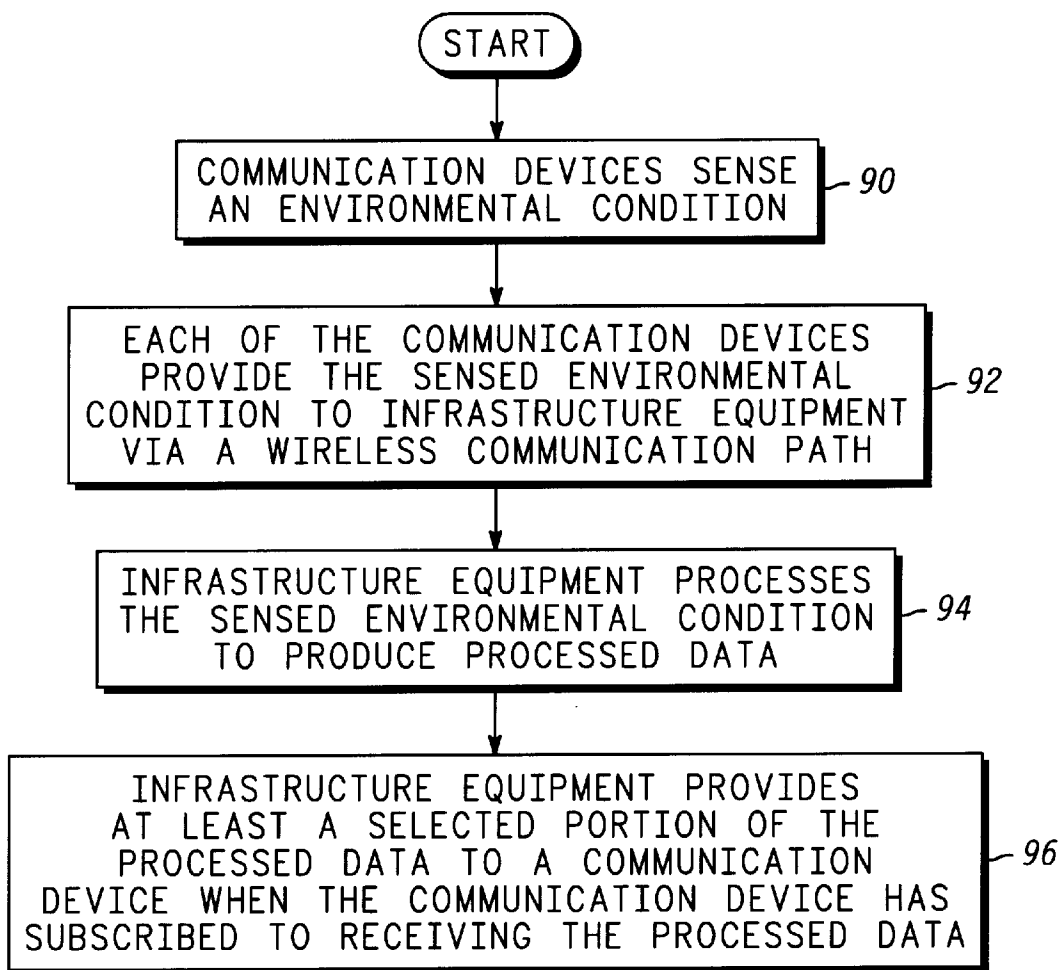 START
COMMUNICATION DEVICES SENSE
AN ENVIRONMENTAL CONDITION
90
EACH OF THE COMMUNICATION DEVICES
PROVIDE THE SENSED ENVIRONMENTAL
CONDITION TO INFRASTRUCTURE EQUIPMENT
VIA A WIRELESS COMMUNICATION PATH
92
INFRASTRUCTURE EQUIPMENT PROCESSES
THE SENSED ENVIRONMENTAL CONDITION
TO PRODUCE PROCESSED DATA
94
INFRASTRUCTURE EQUIPMENT PROVIDES
AT LEAST A SELECTED PORTION OF THE
PROCESSED DATA TO A COMMUNICATION
DEVICE WHEN THE COMMUNICATION DEVICE HAS
SUBSCRIBED TO RECEIVING THE PROCESSED DATA
96